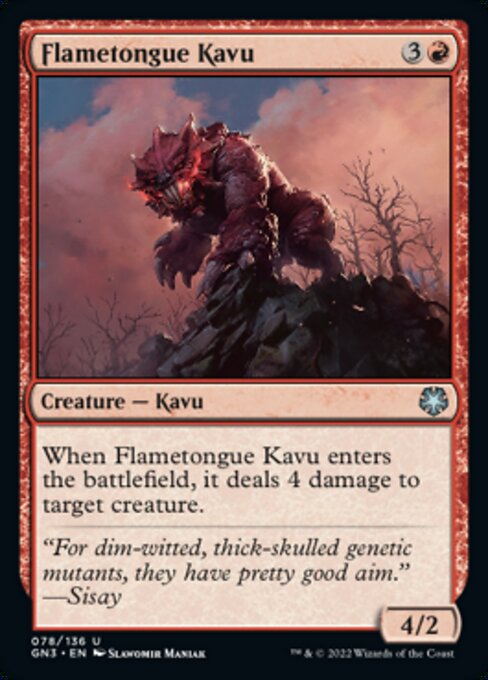 Flametongue Kavu 3
Creature — Kavu
When Flametongue Kavu enters
the battlefield, it deals 4 damage to
target creature.
“For dim-witted, thick-skulled genetic
mutants, they have pretty good aim.”
—Sisay
4/2
078/136 U
GN3 • EN Slawomir Maniak
™ & © 2022 Wizards of the Coast